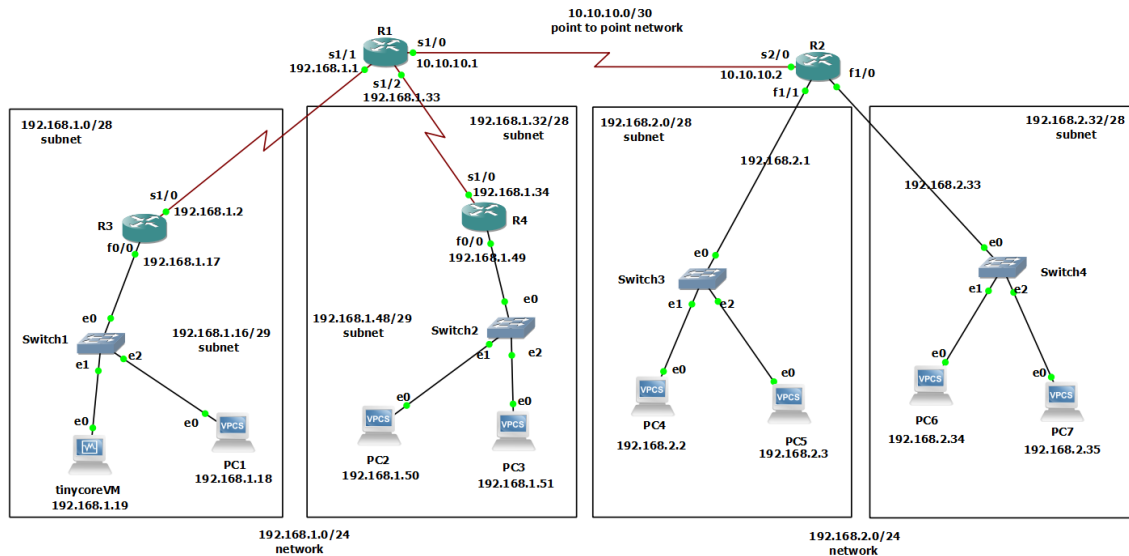 10.10.10.0/30
point to point network
R1
s1/0
s1/1
192.168.1.1
10.10.10.1
s1/2
192.168.1.33
R2
s2/0
10.10.10.2
f1/0
f1/1
192.168.1.0/28
subnet
192.168.1.32/28
subnet
192.168.2.0/28
subnet
192.168.2.32/28
subnet
192.168.2.1
192.168.2.33
s1/0
192.168.1.2
R3
f0/0
192.168.1.17
s1/0
192.168.1.34
R4
f0/0
192.168.1.49
e0
Switch3
e1
e2
e0
Switch4
e1
e2
e0
Switch1
e1
e2
192.168.1.16/29
subnet
192.168.1.48/29
subnet
e0
Switch2
e1
e2
e0
e0
VPCS
PC1
192.168.1.18
tinycoreVM
192.168.1.19
e0
VPCS
PC2
192.168.1.50
e0
VPCS
PC3
192.168.1.51
e0
VPCS
PC4
192.168.2.2
e0
VPCS
PC5
192.168.2.3
e0
VPCS
PC6
192.168.2.34
e0
VPCS
PC7
192.168.2.35
192.168.1.0/24
network
192.168.2.0/24
network